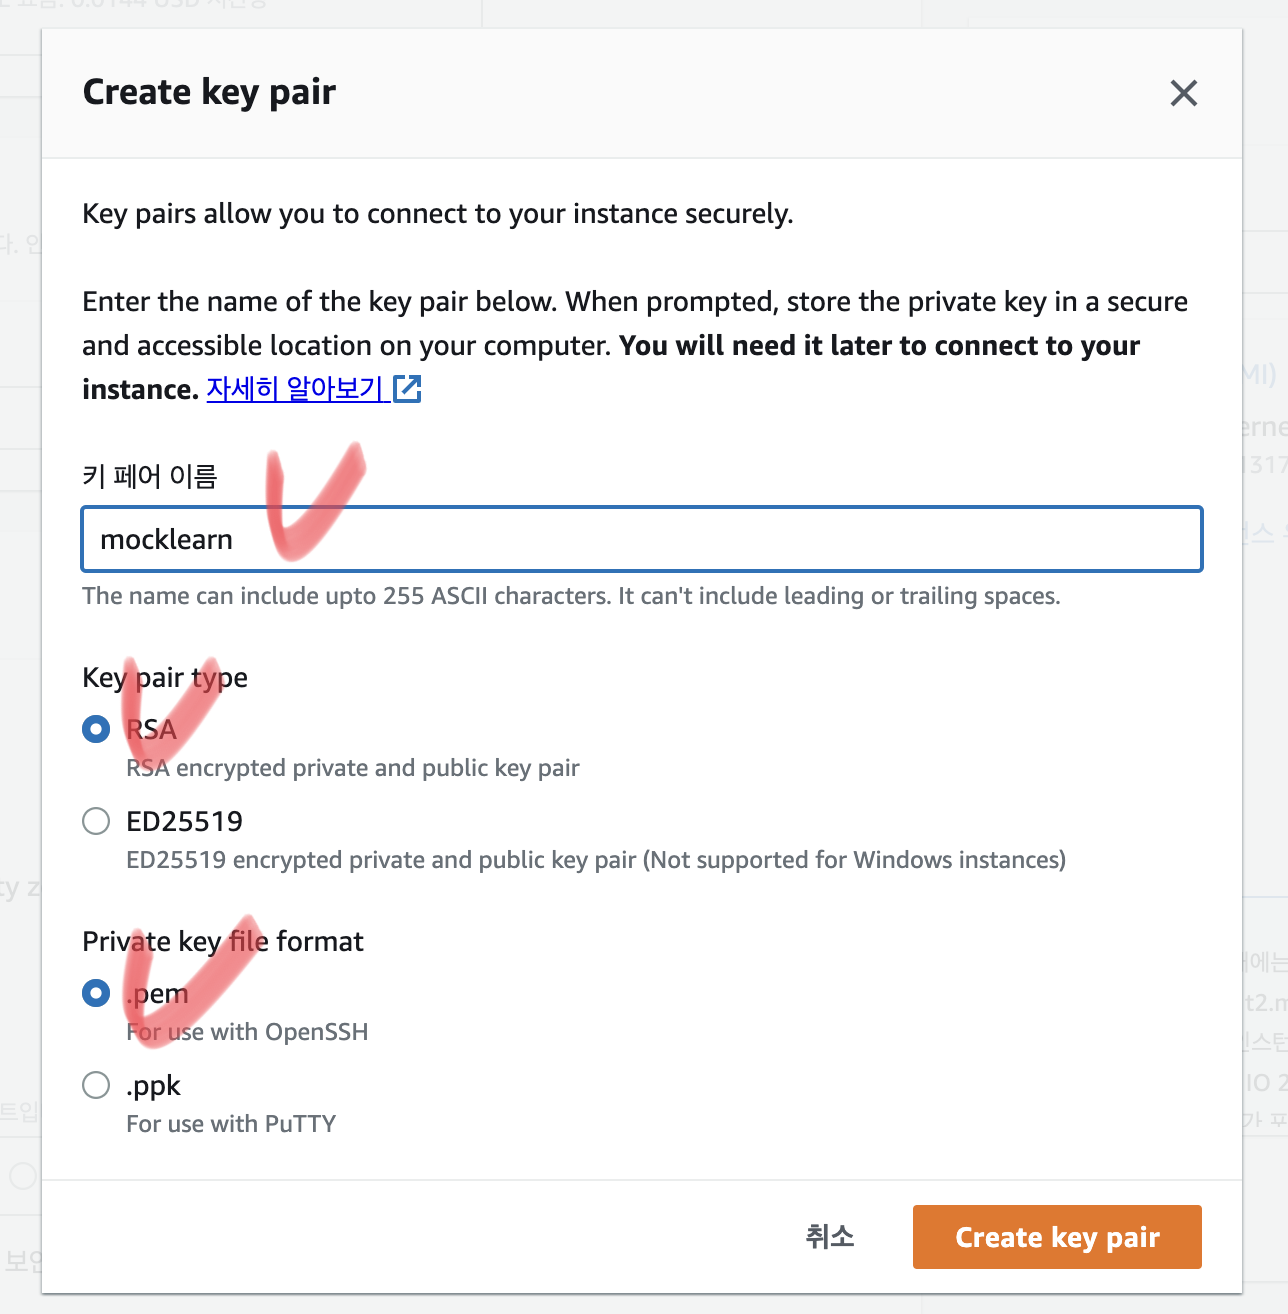 Create key pair
Key pairs allow you to connect to your instance securely.
Enter the name of the key pair below. When prompted, store the private key in a secure
and accessible location on your computer. You will need it later to connect to your
instance. 자세히 알아보기
키 페어 이름
mocklearn
The name can include upto 255 ASCII characters. It can't include leading or trailing spaces.
Key pair type
RSA
RSA encrypted private and public key pair
ED25519
ED25519 encrypted private and public key pair (Not supported for Windows instances)
Private key file format
.pem
For use with OpenSSH
.ppk
For use with PuTTY
취소
Create key pair